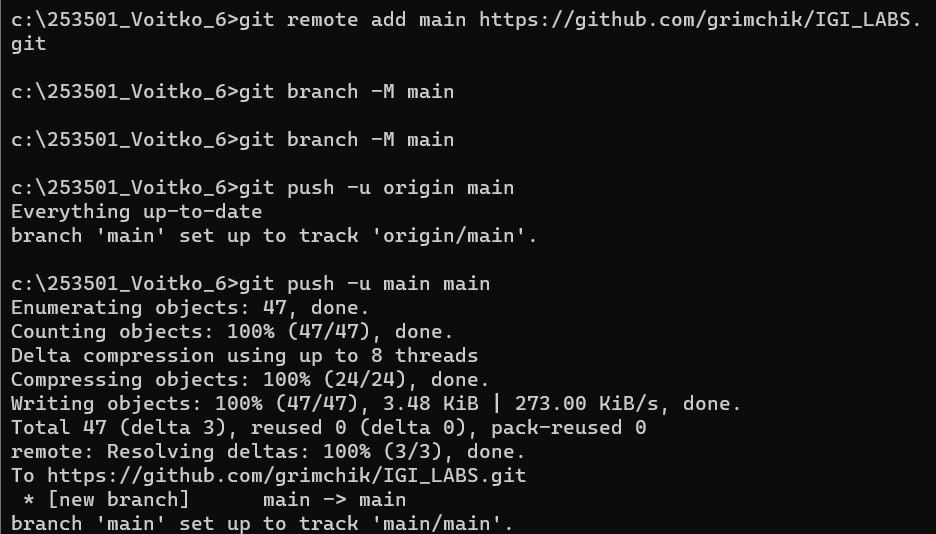 c:\253501_Voitko_6>git remote add main https://github.com/grimchik/IGI_LABS.
git
c:\253501_Voitko_6>git branch -M main
c:\253501_Voitko_6>git branch -M main
c:\253501_Voitko_6>git push -u origin main
Everything up-to-date
branch 'main' set up to track 'origin/main'.
c:\253501_Voitko_6>git push -u main main
Enumerating objects: 47, done.
Counting objects: 100% (47/47), done.
Delta compression using up to 8 threads
Compressing objects: 100% (24/24), done.
Writing objects: 100% (47/47), 3.48 KiB | 273.00 KiB/s, done.
Total 47 (delta 3), reused 0 (delta 0), pack-reused 0
remote: Resolving deltas: 100% (3/3), done.
To https://github.com/grimchik/IGI_LABS.git
 * [new branch]      main -> main
branch 'main' set up to track 'main/main'.